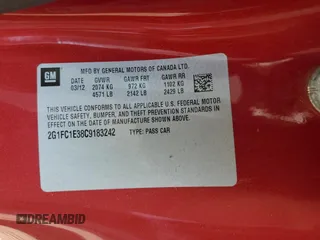 GM
MFD BY GENERAL MOTORS OF CANADA LTD.
DATE GVWR GAWR FRT GAWR RR
03/12 2074 KG 972 KG 1102 KG
4571 LB 2142 LB 2429 LB
THIS VEHICLE CONFORMS TO ALL APPLICABLE U.S. FEDERAL MOTOR
VEHICLE SAFETY, BUMPER, AND THEFT PREVENTION STANDARDS
IN EFFECT ON THE DATE OF MANUFACTURE SHOWN ABOVE.
2G1FC1E38C9183242 TYPE: PASS CAR
DREAMBID